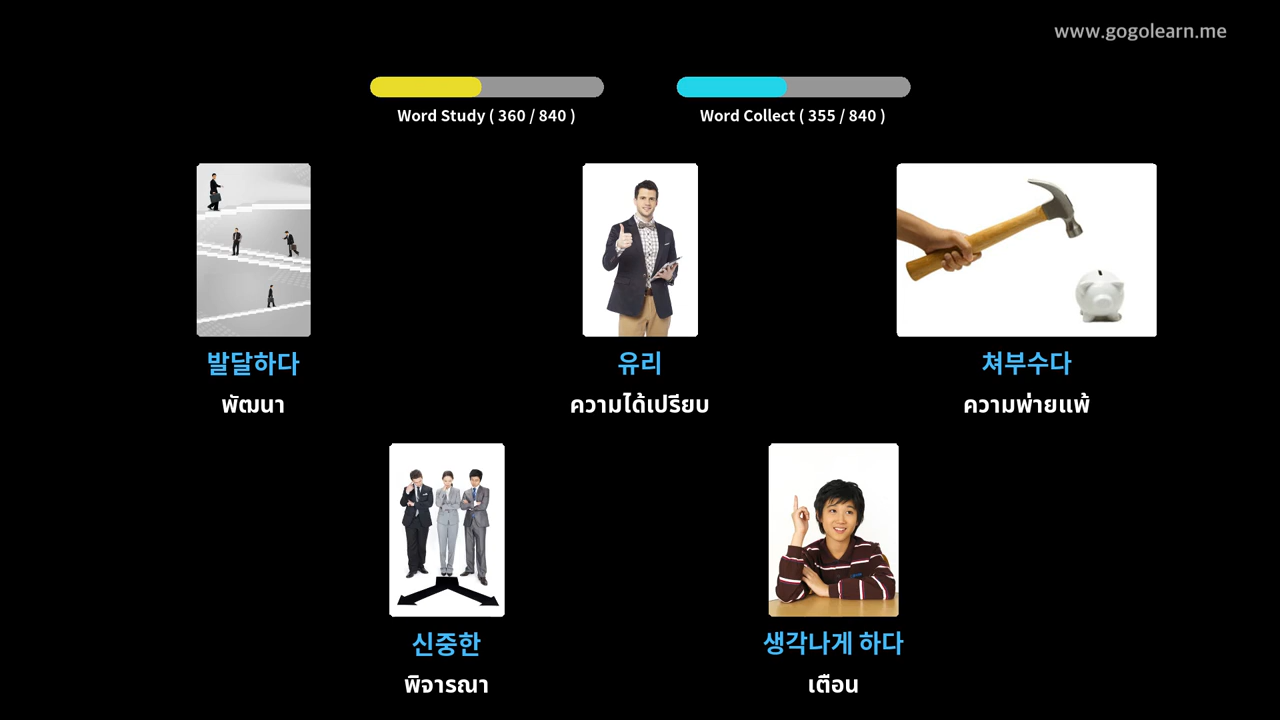 www.gogolearn.me
Word Study ( 360 / 840 )
Word Collect ( 355 / 840 )
발달하다
พัฒนา
유리
ความได้เปรียบ
쳐부수다
ความพ่ายแพ้
신중한
พิจารณา
생각나게 하다
เตือน